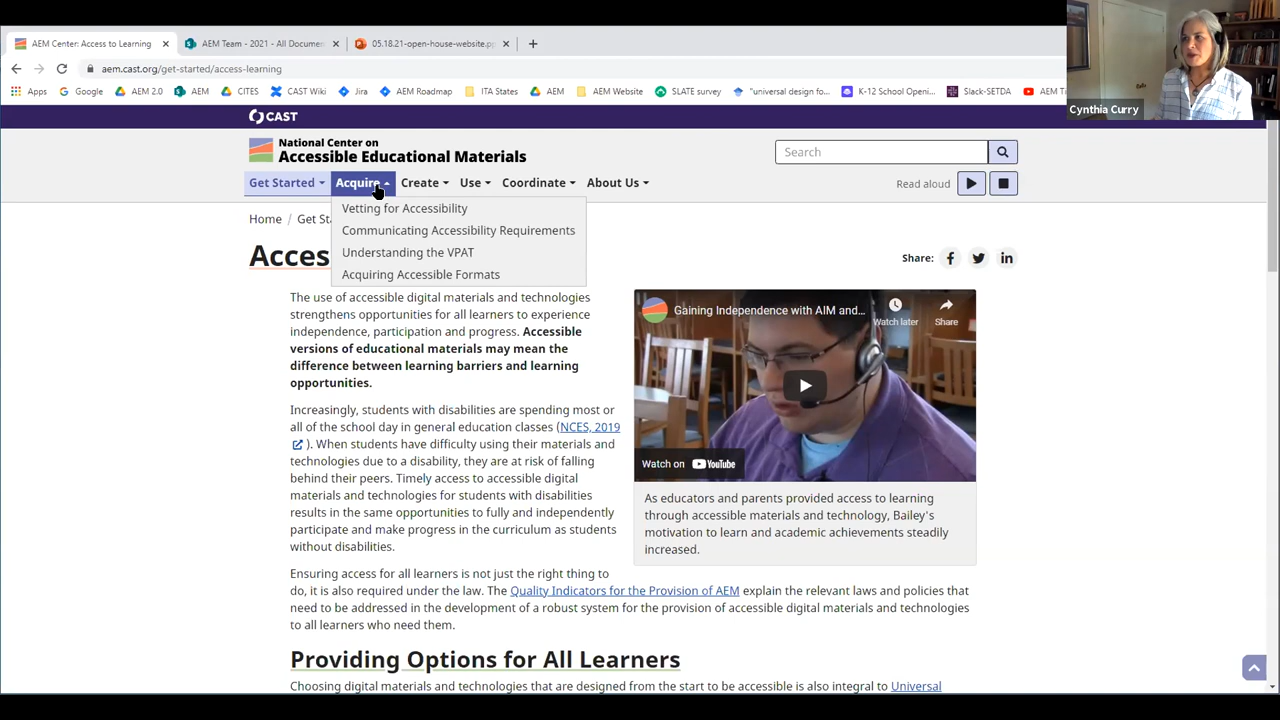 AEM Center: Access to Learning
AEM Team - 2021 - All Documen
05.18.21-open-house-website.p
aem.cast.org/get-started/access-learning
Apps Google AEM 2.0 AEM CITES CAST Wiki Jira AEM Roadmap ITA States AEM AEM Website SLATE survey "universal design fo... K-12 School Openi... Slack-SETDA AEM Ti
Cynthia Curry
CAST
National Center on
Accessible Educational Materials
Search
Get Started Acquire Create Use Coordinate About Us
Read aloud
Vetting for Accessibility
Communicating Accessibility Requirements
Understanding the VPAT
Acquiring Accessible Formats
Home / Get Sta
Acces
Share:
The use of accessible digital materials and technologies
strengthens opportunities for all learners to experience
independence, participation and progress. Accessible
versions of educational materials may mean the
difference between learning barriers and learning
opportunities.
Increasingly, students with disabilities are spending most or
all of the school day in general education classes (NCES, 2019
). When students have difficulty using their materials and
technologies due to a disability, they are at risk of falling
behind their peers. Timely access to accessible digital
materials and technologies for students with disabilities
results in the same opportunities to fully and independently
participate and make progress in the curriculum as students
without disabilities.
Gaining Independence with AIM and...
Watch later
Share
Watch on YouTube
As educators and parents provided access to learning
through accessible materials and technology, Bailey's
motivation to learn and academic achievements steadily
increased.
Ensuring access for all learners is not just the right thing to
do, it is also required under the law. The Quality Indicators for the Provision of AEM explain the relevant laws and policies that
need to be addressed in the development of a robust system for the provision of accessible digital materials and technologies
to all learners who need them.
Providing Options for All Learners
Choosing digital materials and technologies that are designed from the start to be accessible is also integral to Universal